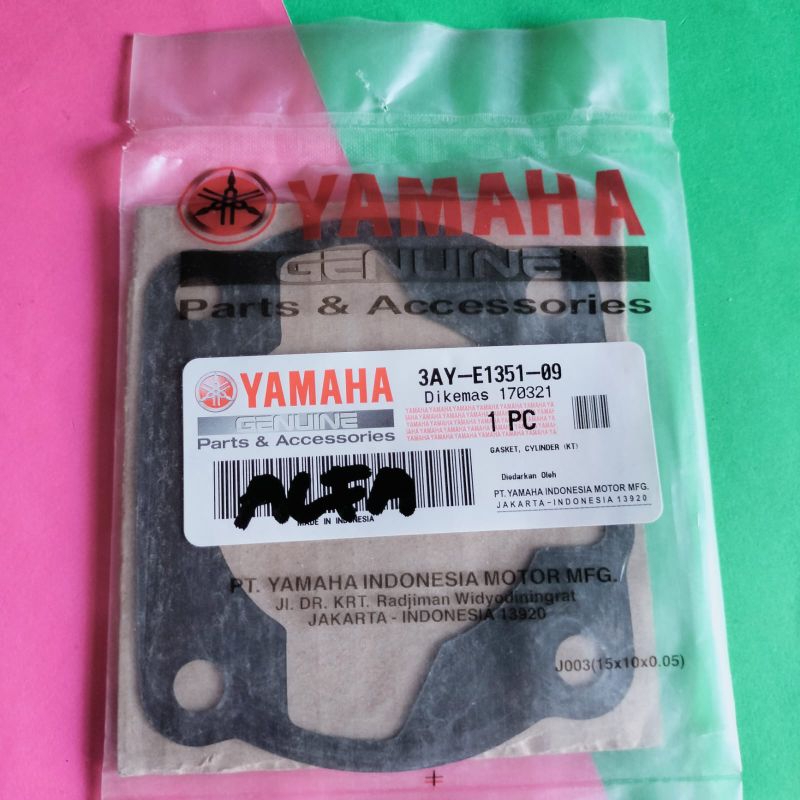 YAMAHA
GENUINE
Parts & Accessories
YAMAHA
GENUINE
Parts & Accessories
3AY-E1351-09
Dikemas 170321
1 PC
GASKET, CYLINDER (KT)
Diedarkan Oleh
PT.YAMAHA INDONESIA MOTOR MFG.
JAKARTA-INDONESIA 13920
ALFA
MADE IN INDONESIA
PT. YAMAHA INDONESIA MOTOR MFG.
Jl. DR. KRT. Radjiman Widyodiningrat
JAKARTA - INDONESIA 13920
J003(15x10x0.05)